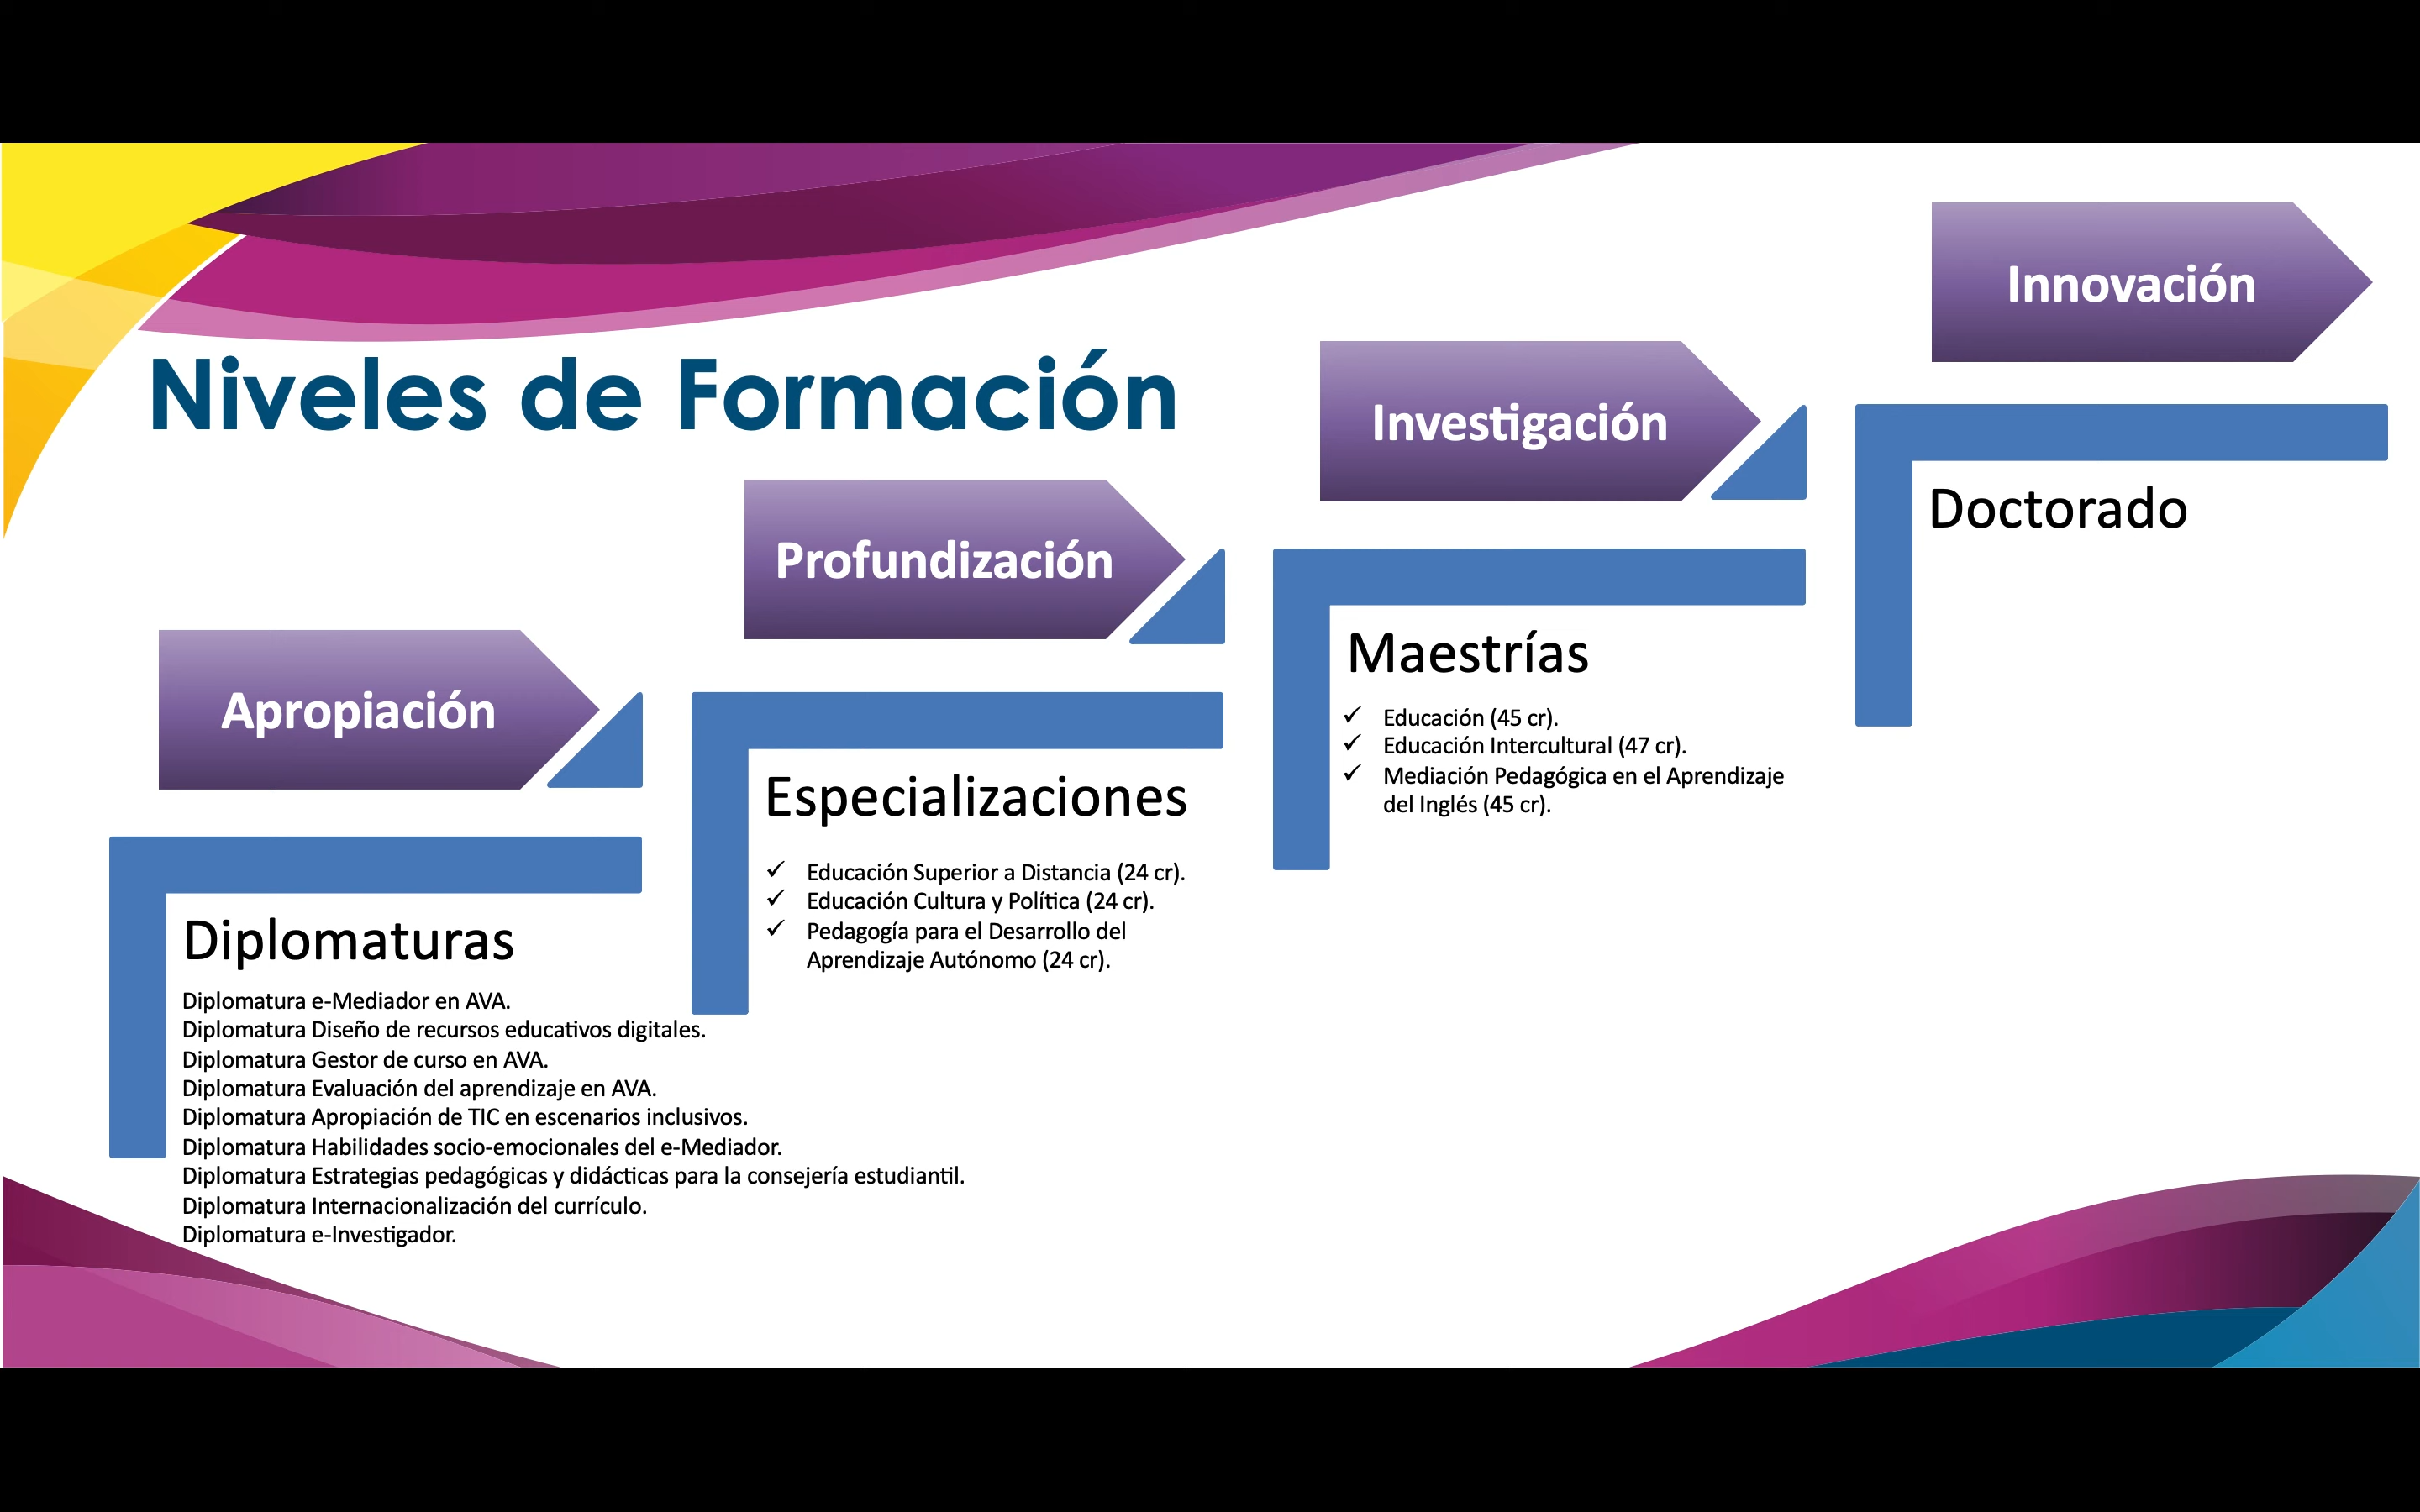 Niveles de Formación
Apropiación
Diplomaturas
Diplomatura e-Mediador en AVA.
Diplomatura Diseño de recursos educativos digitales.
Diplomatura Gestor de curso en AVA.
Diplomatura Evaluación del aprendizaje en AVA.
Diplomatura Apropiación de TIC en escenarios inclusivos.
Diplomatura Habilidades socio-emocionales del e-Mediador.
Diplomatura Estrategias pedagógicas y didácticas para la consejería estudiantil.
Diplomatura Internacionalización del currículo.
Diplomatura e-Investigador.
Profundización
Especializaciones
✓ Educación Superior a Distancia (24 cr).
✓ Educación Cultura y Política (24 cr).
✓ Pedagogía para el Desarrollo del
Aprendizaje Autónomo (24 cr).
Investigación
Maestrías
✓ Educación (45 cr).
✓ Educación Intercultural (47 cr).
✓ Mediación Pedagógica en el Aprendizaje
del Inglés (45 cr).
Innovación
Doctorado